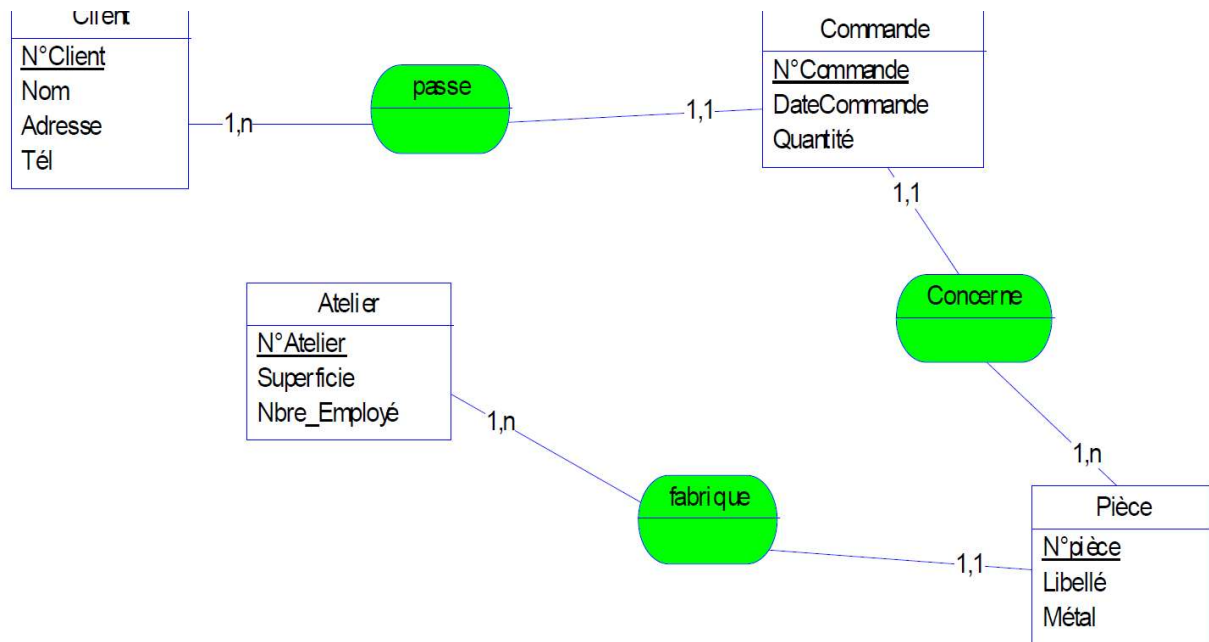 Client
N°Client
Nom
Adresse
Tél
1,n
passe
1,1
Commande
N°Commande
DateCommande
Quantité
1,1
Concerne
1,n
Atelier
N°Atelier
Superficie
Nbre_Employé
1,n
fabrique
1,1
Pièce
N°pièce
Libellé
Métal